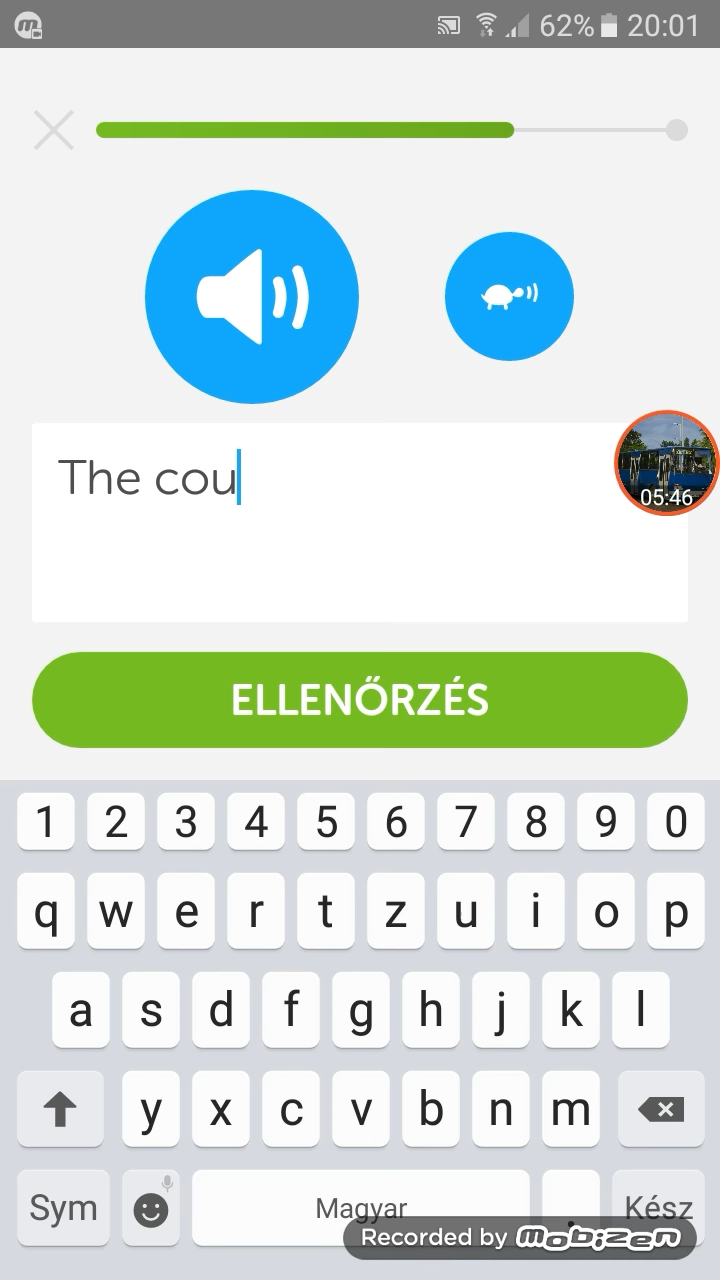 62% 20:01
05:46
The cou
ELLENŐRZÉS
1 2 3 4 5 6 7 8 9 0
q w e r t z u i o p
a s d f g h j k l
y x c v b n m
Sym Magyar . Kész
Recorded by mobizen